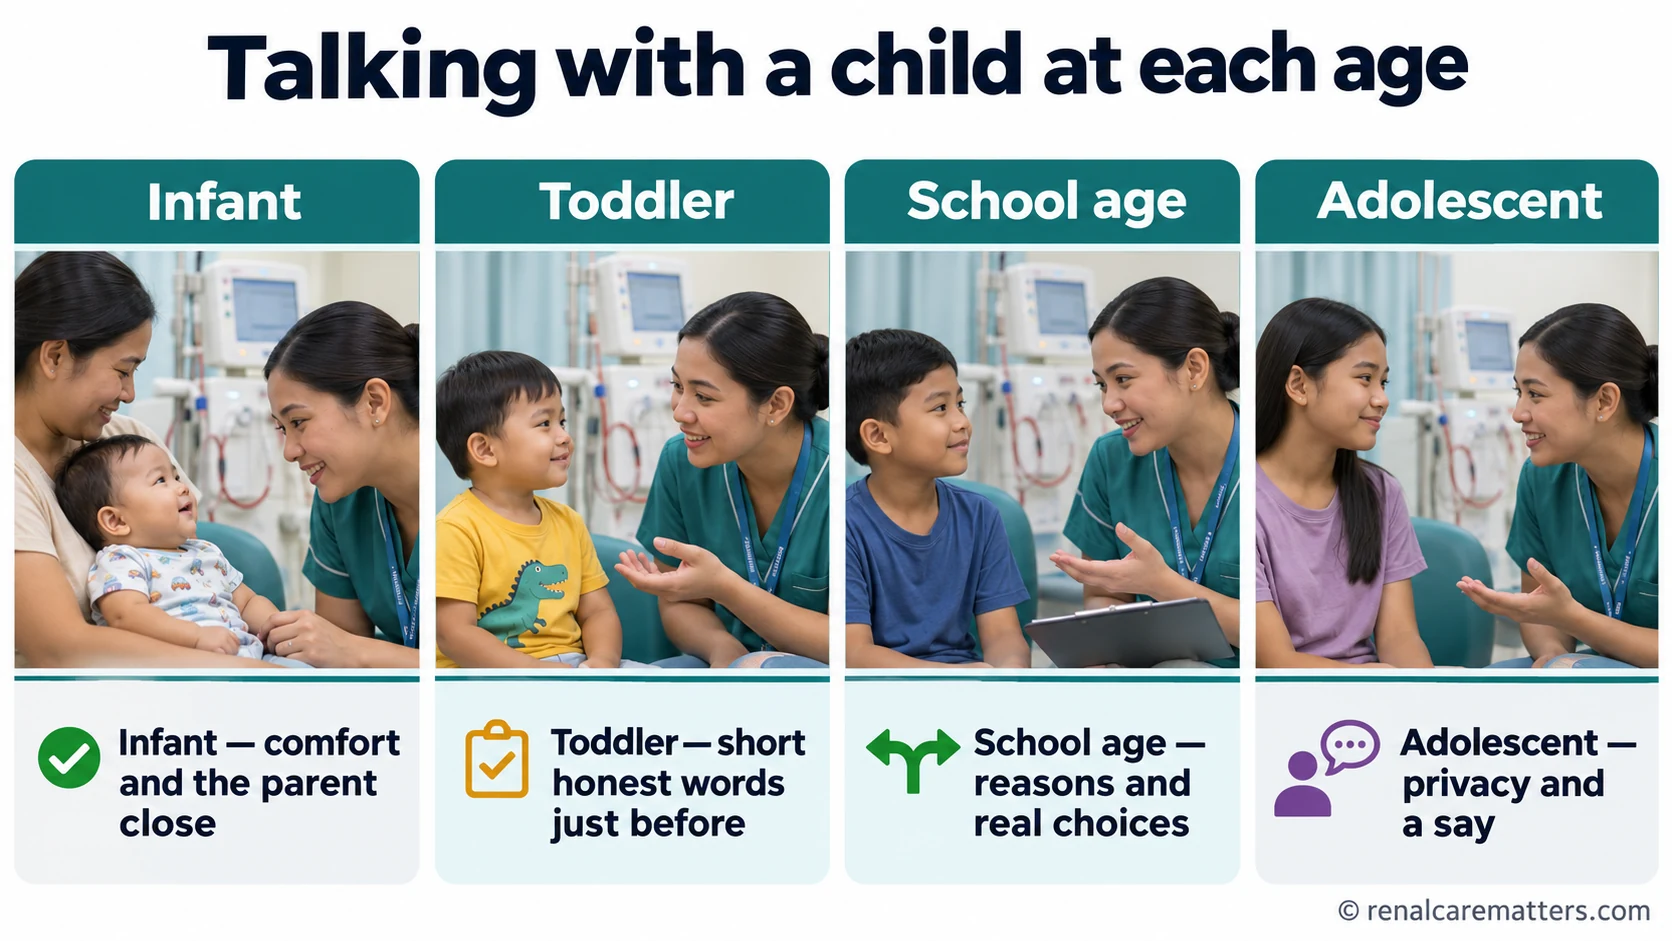 Talking with a child at each age
Infant
Toddler
School age
Adolescent
Infant — comfort
and the parent
close
Toddler — short
honest words
just before
School age —
reasons and
real choices
Adolescent —
privacy and
a say
© renalcarematters.com